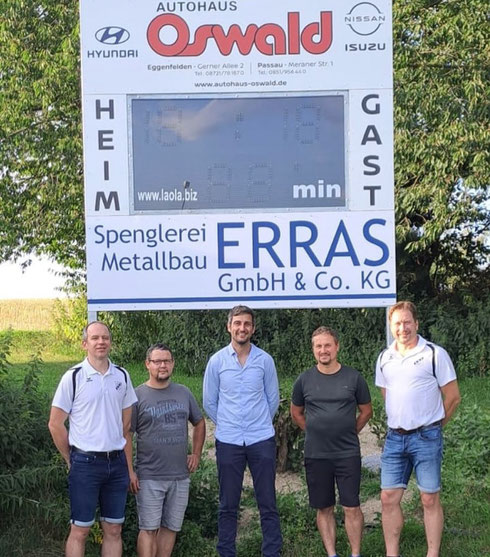 AUTOHAUS
Oswald
HYUNDAI
NISSAN
ISUZU
Eggenfelden - Gerner Allee 2 | Passau - Meraner Str. 1
www.autohaus-oswald.de
HEIM
GAST
www.laola.biz
min
Spenglerei
Metallbau
ERRAS
GmbH & Co. KG